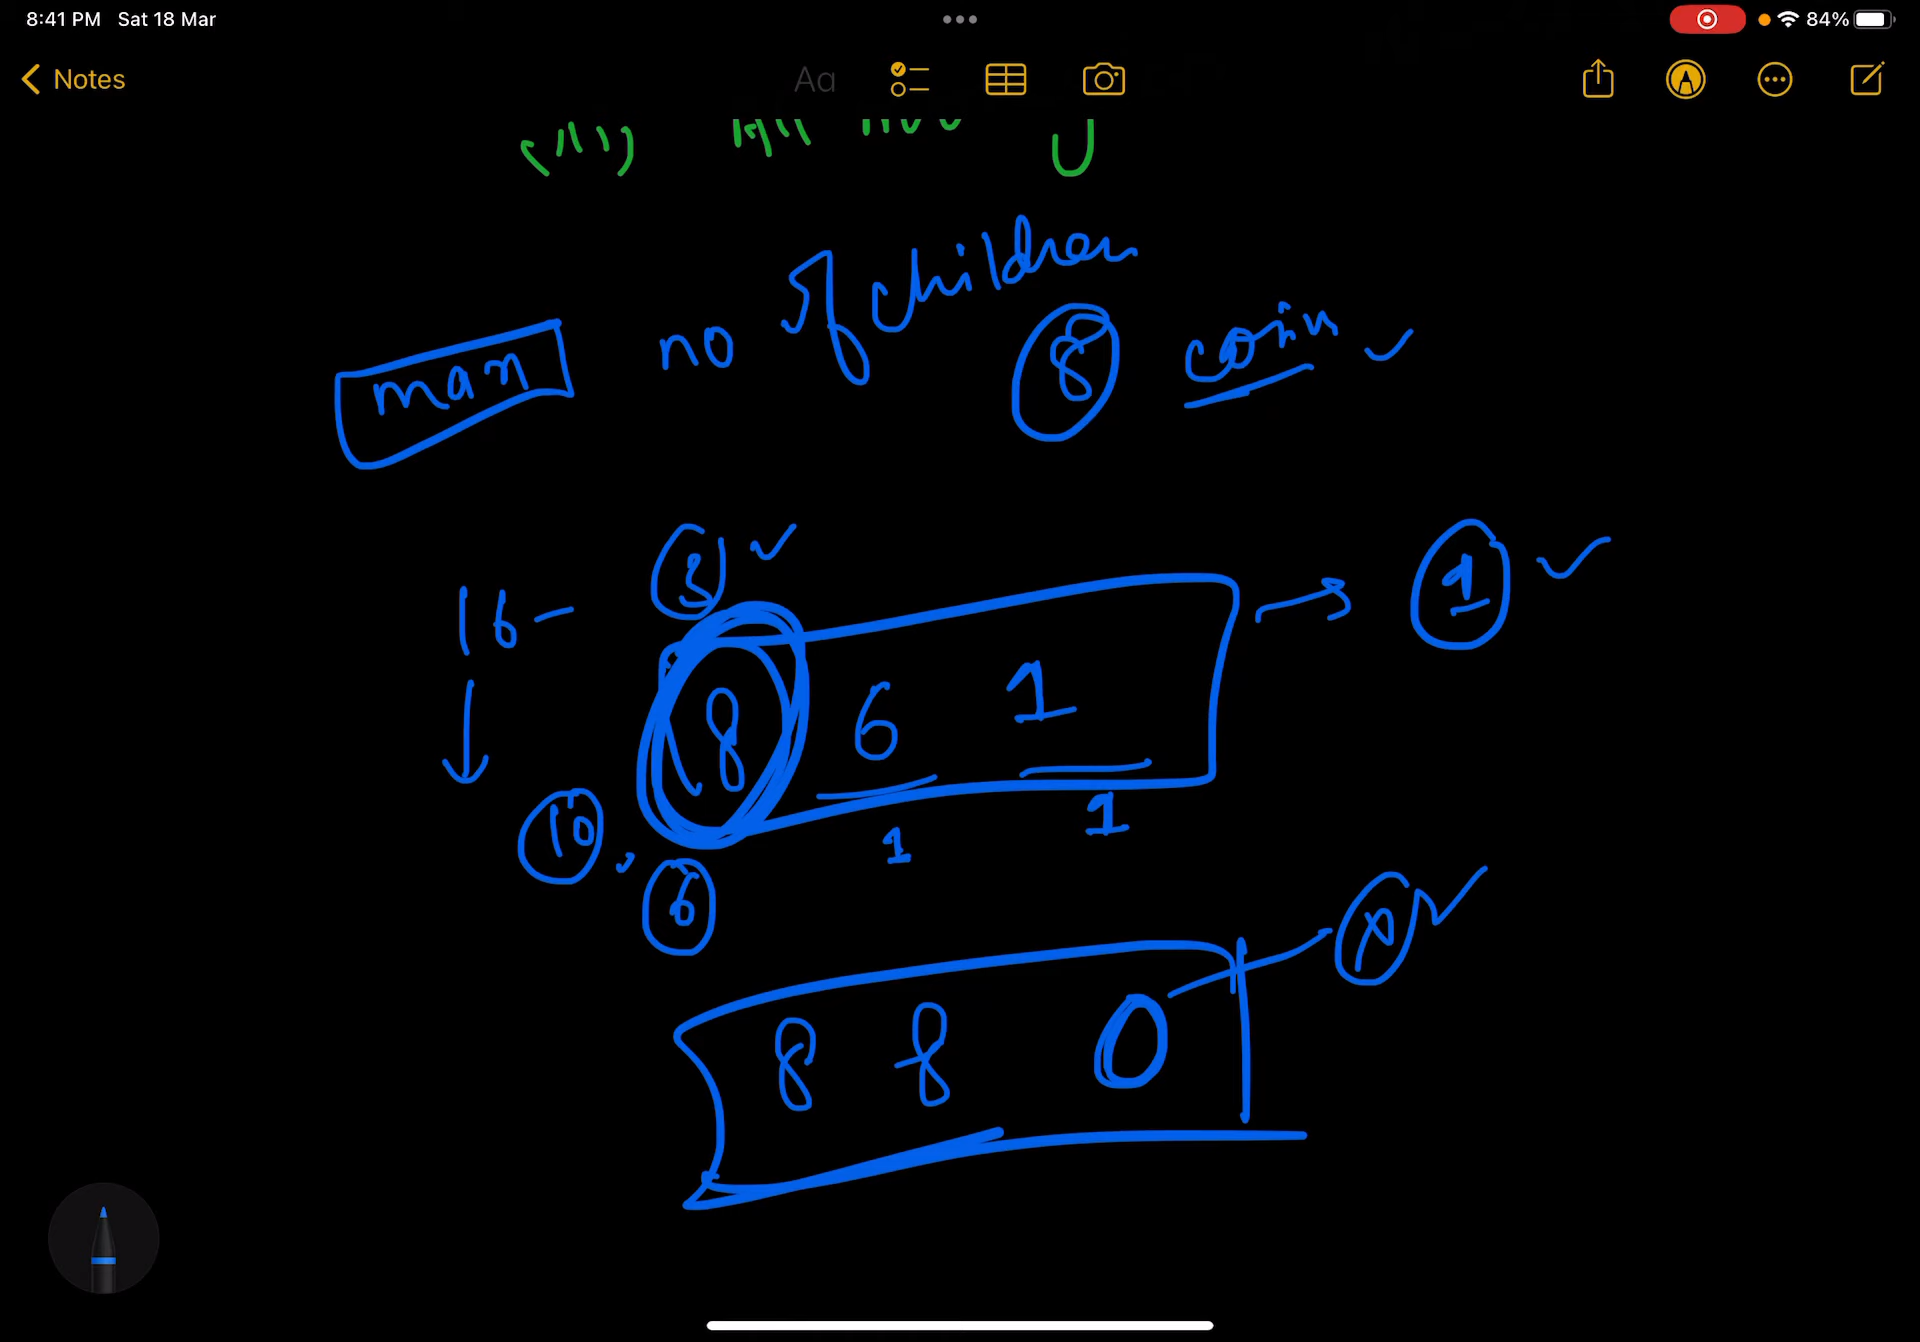 8:41 PM Sat 18 Mar
84%
Notes
Aa
man no of children 8 coin
16- 3 1
8 6 1
1 1
10, 6
8 8 0